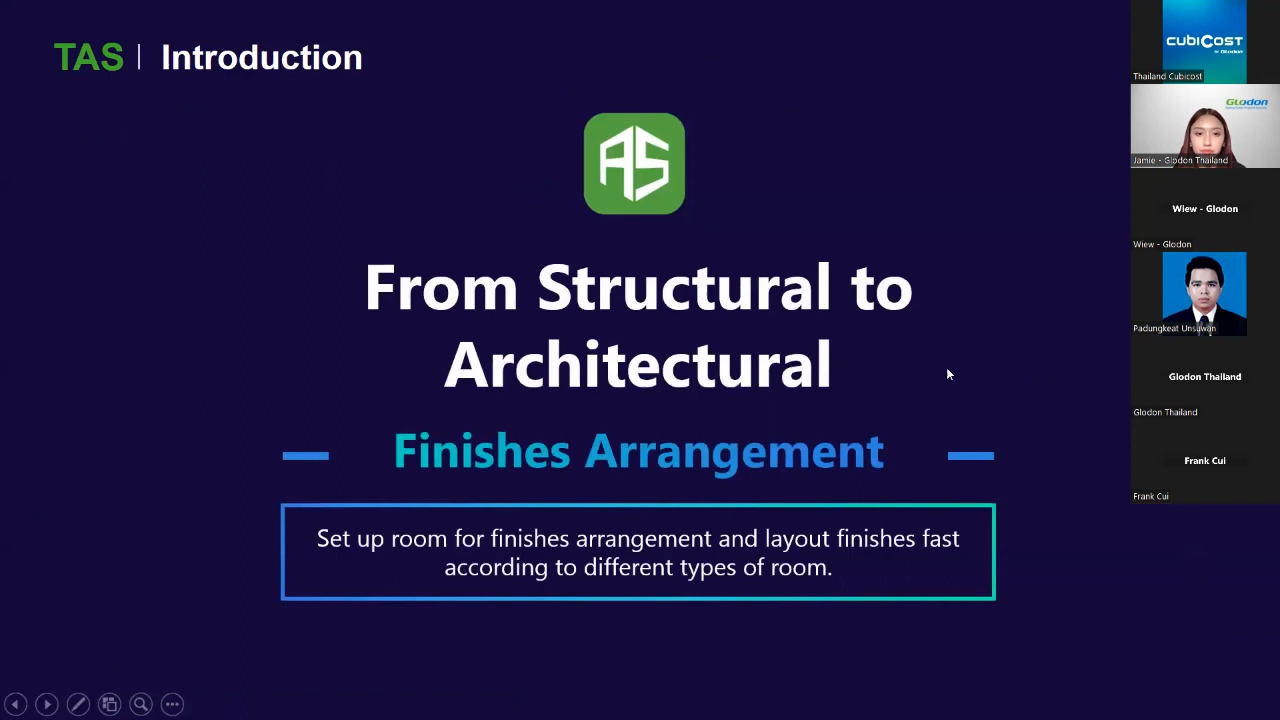 TAS | Introduction
AS
From Structural to
Architectural
Finishes Arrangement
Set up room for finishes arrangement and layout finishes fast
according to different types of room.
CUBICOST
BY GLODON
Thailand Cubicost
GLODON
Jamie - Glodon Thailand
Wiew - Glodon
Wiew - Glodon
Padungkeat Unsuwan
Glodon Thailand
Glodon Thailand
Frank Cui
Frank Cui